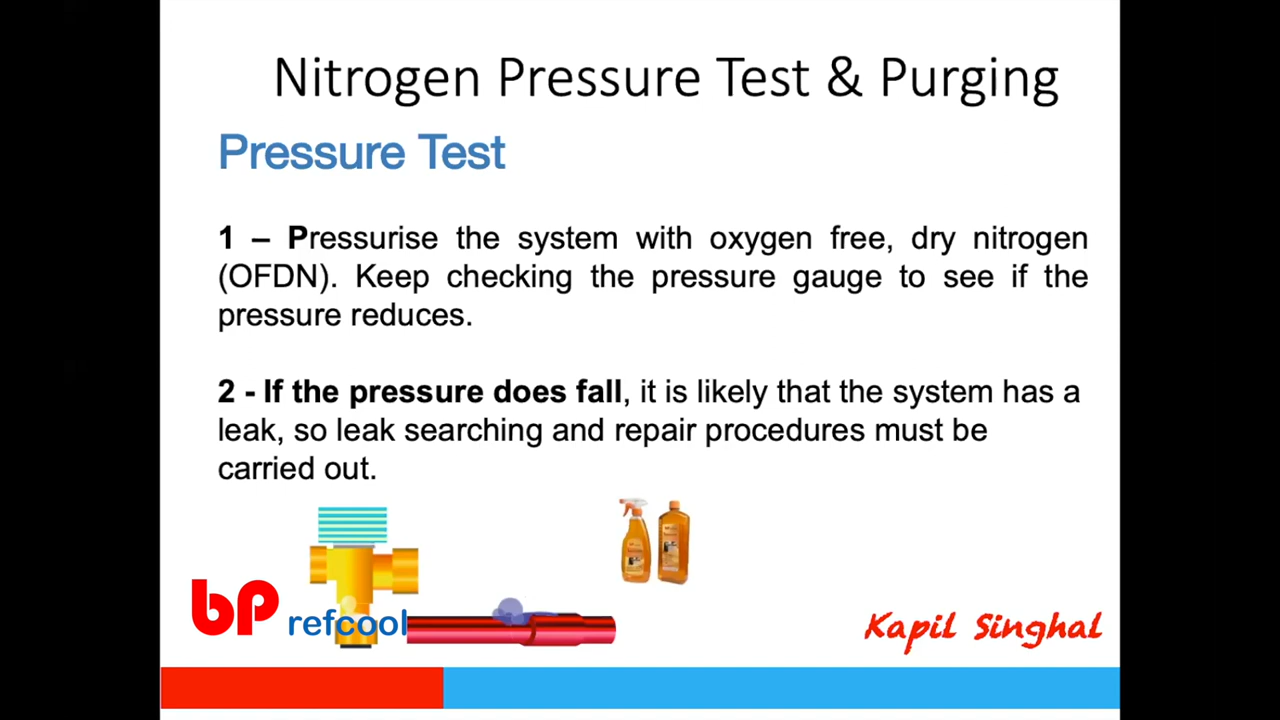 Nitrogen Pressure Test & Purging
Pressure Test
1 – Pressurise the system with oxygen free, dry nitrogen
(OFDN). Keep checking the pressure gauge to see if the
pressure reduces.
2 - If the pressure does fall, it is likely that the system has a
leak, so leak searching and repair procedures must be
carried out.
bp refcool
Kapil Singhal